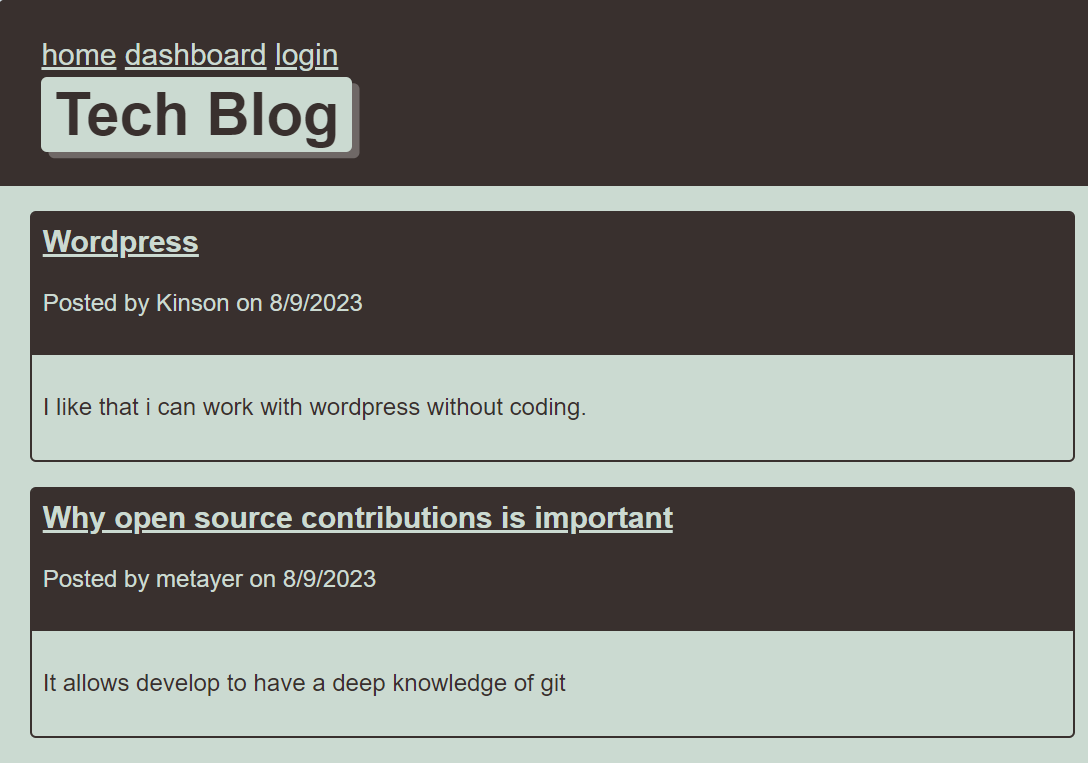 home dashboard login
Tech Blog
Wordpress
Posted by Kinson on 8/9/2023
I like that i can work with wordpress without coding.
Why open source contributions is important
Posted by metayer on 8/9/2023
It allows develop to have a deep knowledge of git